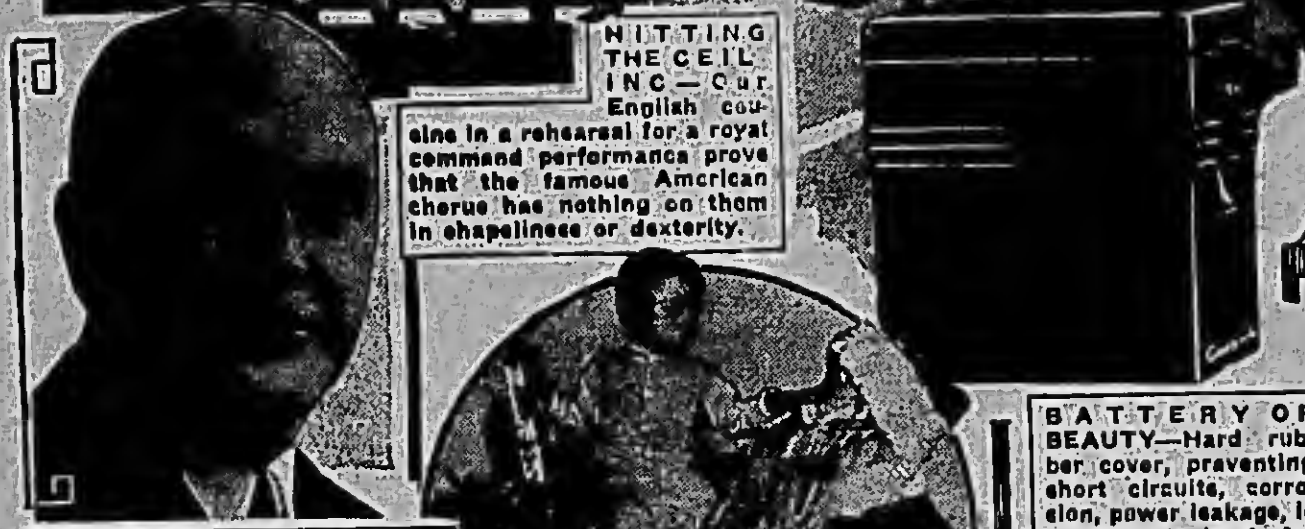 HITTING
THE CEIL-
ING — Our
English cou-
sins in a rehearsal for a royal
command performance prove
that the famous American
chorus has nothing on them
in shapeliness or dexterity.
BATTERY OF
BEAUTY—Hard rub-
ber cover, preventing
short circuits, corro-
sion, power leakage,